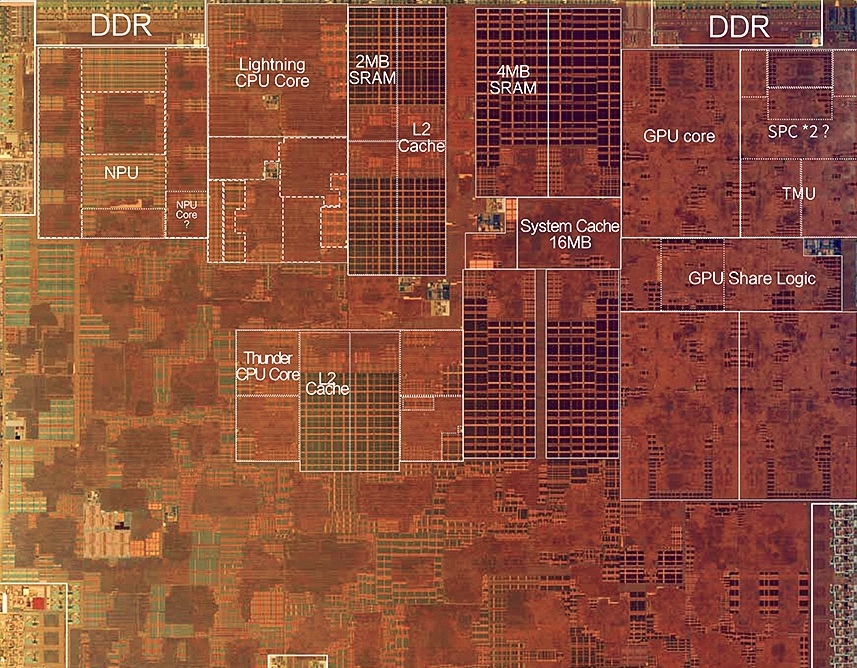 DDR
DDR
Lightning
CPU Core
2MB
SRAM
4MB
SRAM
L2
Cache
GPU core
SPC *2 ?
NPU
NPU
Core
?
TMU
System Cache
16MB
GPU Share Logic
Thunder
CPU Core
L2
Cache